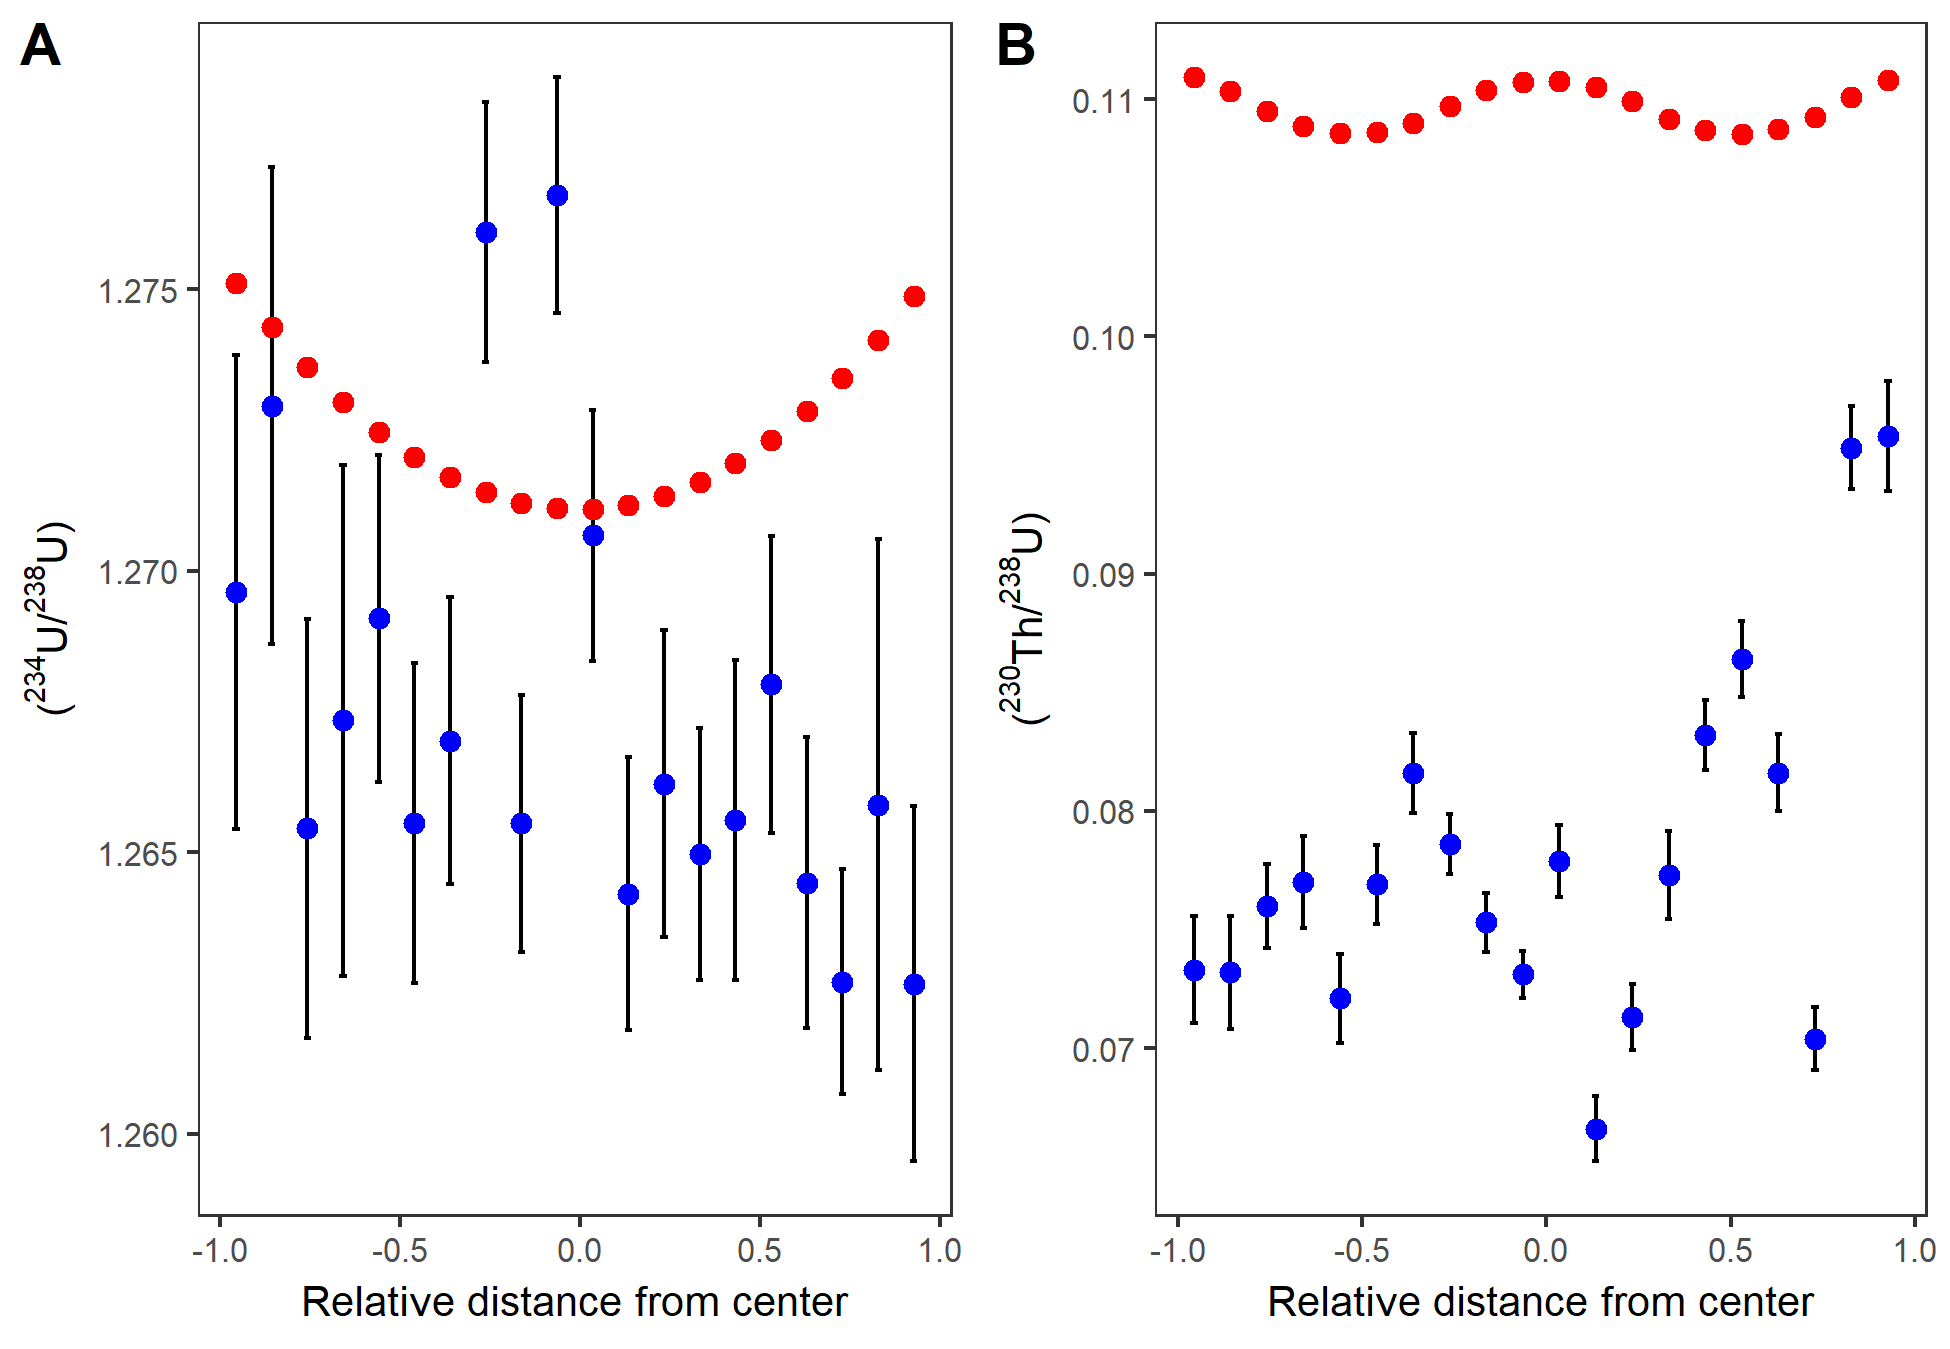 A
B
1.275
1.270
1.265
1.260
(²³⁴U/²³⁸U)
-1.0 -0.5 0.0 0.5 1.0
Relative distance from center
0.11
0.10
0.09
0.08
0.07
(²³⁰Th/²³⁸U)
-1.0 -0.5 0.0 0.5 1.0
Relative distance from center